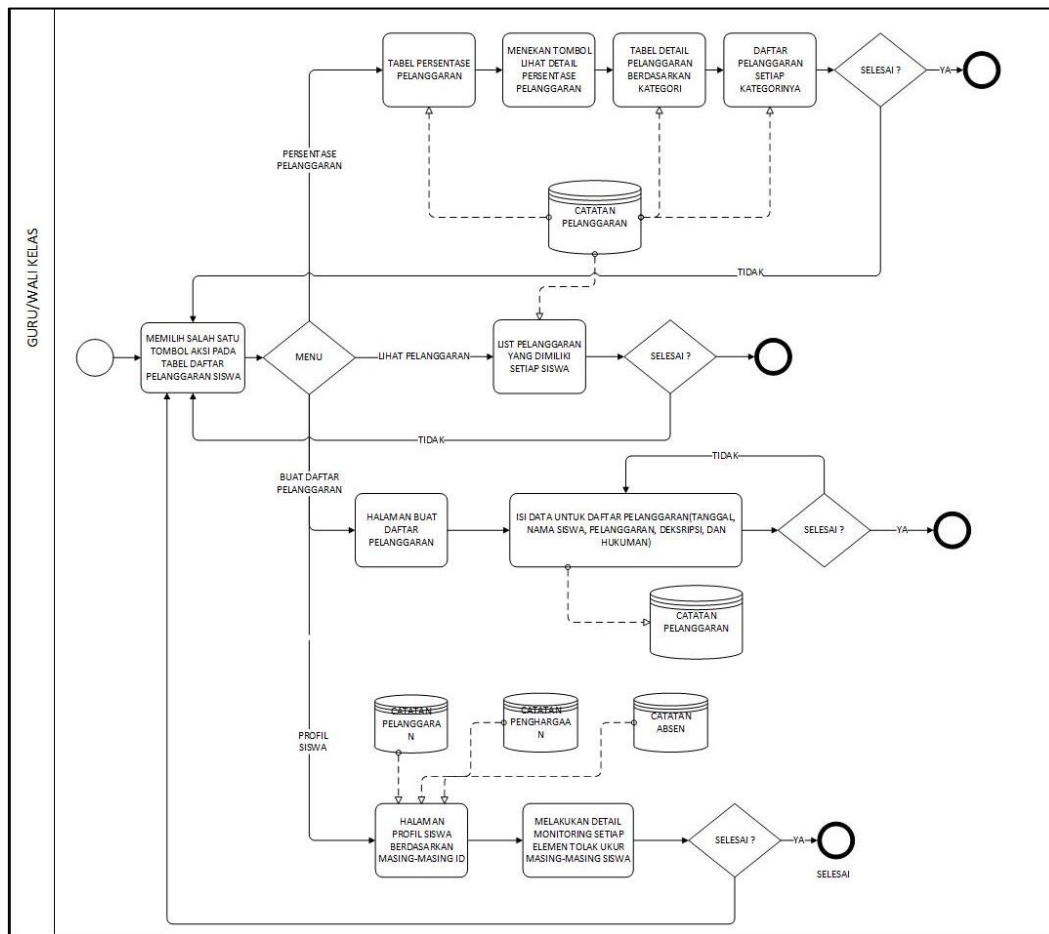 GURU/WALI KELAS
TABEL PERSENTASE
PELANGGARAN
MENEKAN TOMBOL
LIHAT DETAIL
PERSENTASE
PELANGGARAN
TABEL DETAIL
PELANGGARAN
BERDASARKAN
KATEGORI
DAFTAR
PELANGGARAN
SETIAP
KATEGORINYA
SELESAI ?
YA
PERSENTASE
PELANGGARAN
CATATAN
PELANGGARAN
TIDAK
MEMILIH SALAH SATU
TOMBOL AKSI PADA
TABEL DAFTAR
PELANGGARAN SISWA
MENU
LIHAT PELANGGARAN
LIST PELANGGARAN
YANG DIMILIKI
SETIAP SISWA
SELESAI ?
TIDAK
BUAT DAFTAR
PELANGGARAN
TIDAK
HALAMAN BUAT
DAFTAR
PELANGGARAN
ISI DATA UNTUK DAFTAR PELANGGARAN(TANGGAL,
NAMA SISWA, PELANGGARAN, DEKSRIPSI, DAN
HUKUMAN)
SELESAI ?
YA
CATATAN
PELANGGARAN
CATATAN
PELANGGARA
N
CATATAN
PENGHARGAA
N
CATATAN
ABSEN
PROFIL
SISWA
HALAMAN
PROFIL SISWA
BERDASARKAN
MASING-MASING ID
MELAKUKAN DETAIL
MONITORING SETIAP
ELEMEN TOLAK UKUR
MASING-MASING SISWA
SELESAI ?
YA
SELESAI